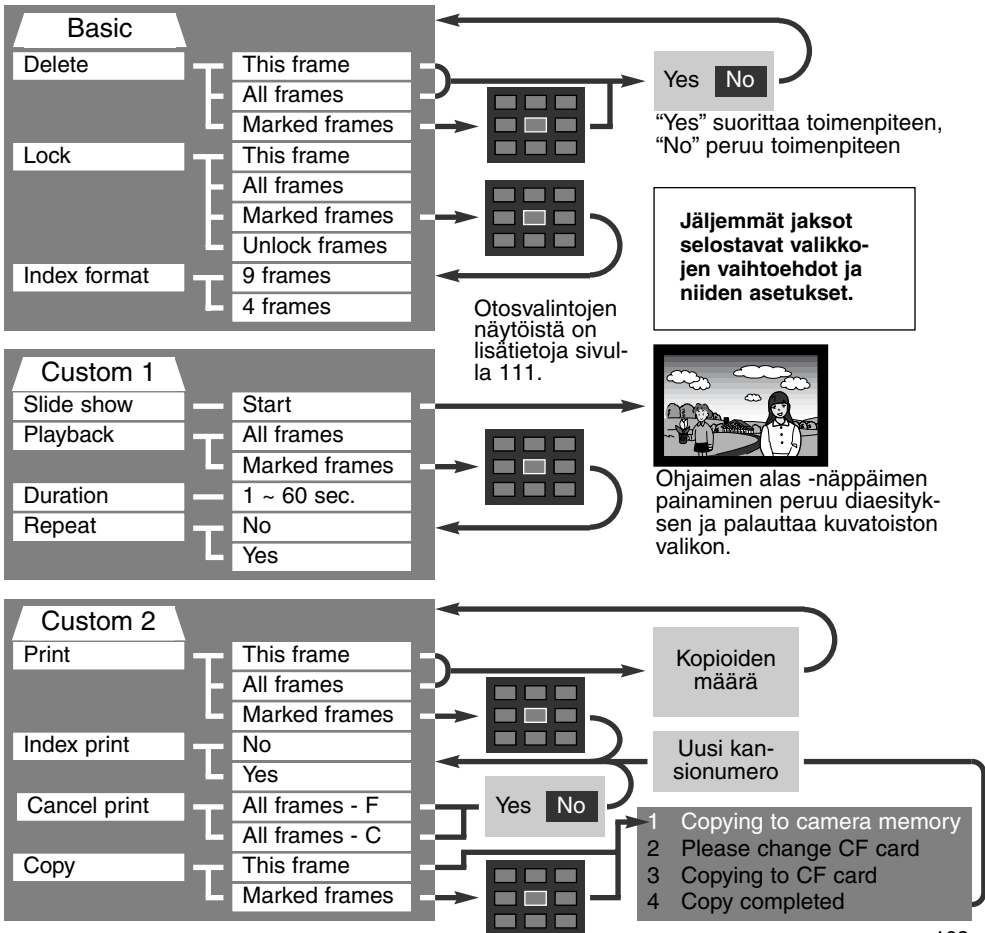 Basic
Delete
This frame
All frames
Marked frames
Lock
This frame
All frames
Marked frames
Unlock frames
Index format
9 frames
4 frames
Yes No
“Yes” suorittaa toimenpiteen,
“No” peruu toimenpiteen
Jäljemmät jaksot
selostavat valikko-
jen vaihtoehdot ja
niiden asetukset.
Otosvalintojen
näytöistä on
lisätietoja sivul-
la 111.
Custom 1
Slide show
Start
Playback
All frames
Marked frames
Duration
1 ~ 60 sec.
Repeat
No
Yes
Ohjaimen alas -näppäimen
painaminen peruu diaesityk-
sen ja palauttaa kuvatoiston
valikon.
Custom 2
Print
This frame
All frames
Marked frames
Index print
No
Yes
Cancel print
All frames - F
All frames - C
Copy
This frame
Marked frames
Kopioiden
määrä
Uusi kan-
sionumero
Yes No
1 Copying to camera memory
2 Please change CF card
3 Copying to CF card
4 Copy completed